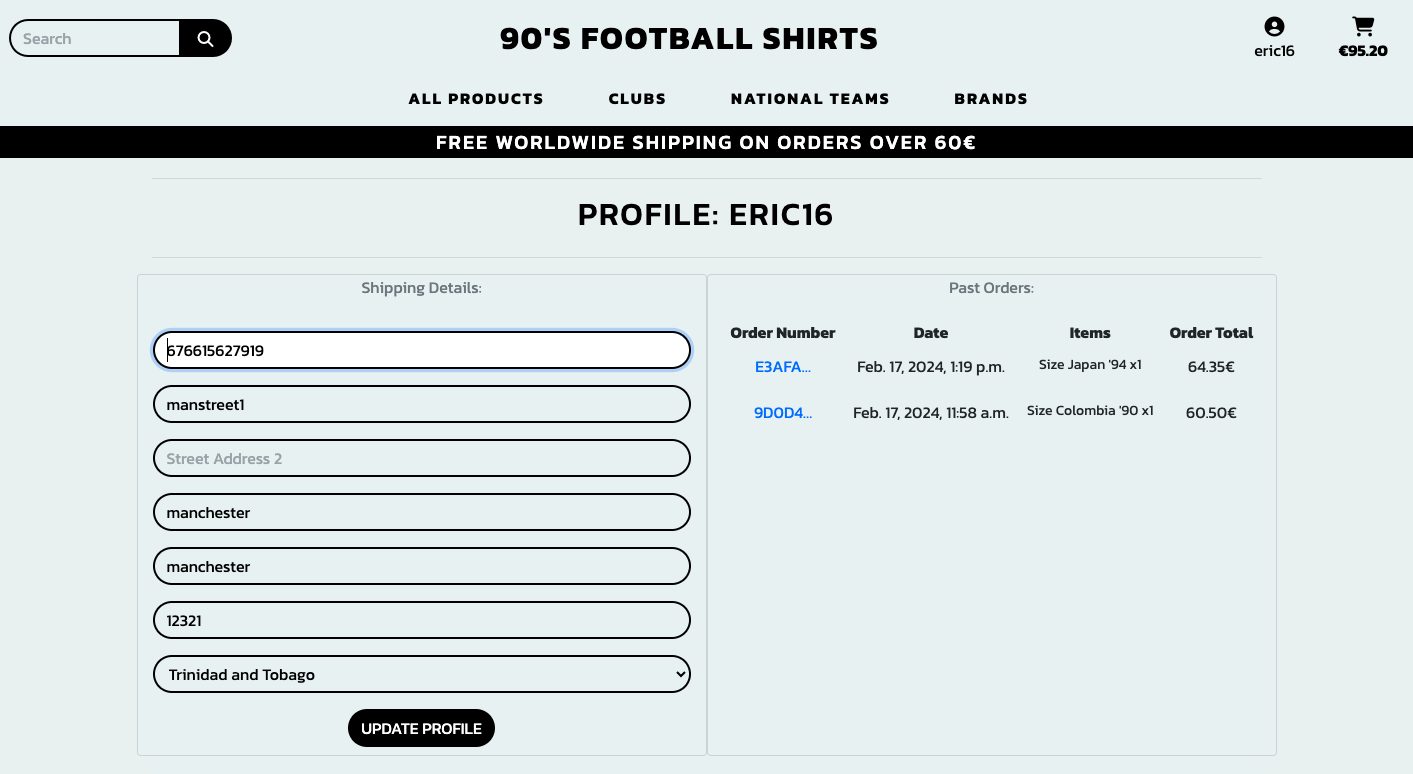 Search
90'S FOOTBALL SHIRTS
eric16
€95.20
ALL PRODUCTS CLUBS NATIONAL TEAMS BRANDS
FREE WORLDWIDE SHIPPING ON ORDERS OVER 60€
PROFILE: ERIC16
Shipping Details:
676615627919
manstreet1
Street Address 2
manchester
manchester
12321
Trinidad and Tobago
UPDATE PROFILE
Past Orders:
Order Number Date Items Order Total
E3AFA... Feb. 17, 2024, 1:19 p.m. Size Japan '94 x1 64.35€
9D0D4... Feb. 17, 2024, 11:58 a.m. Size Colombia '90 x1 60.50€